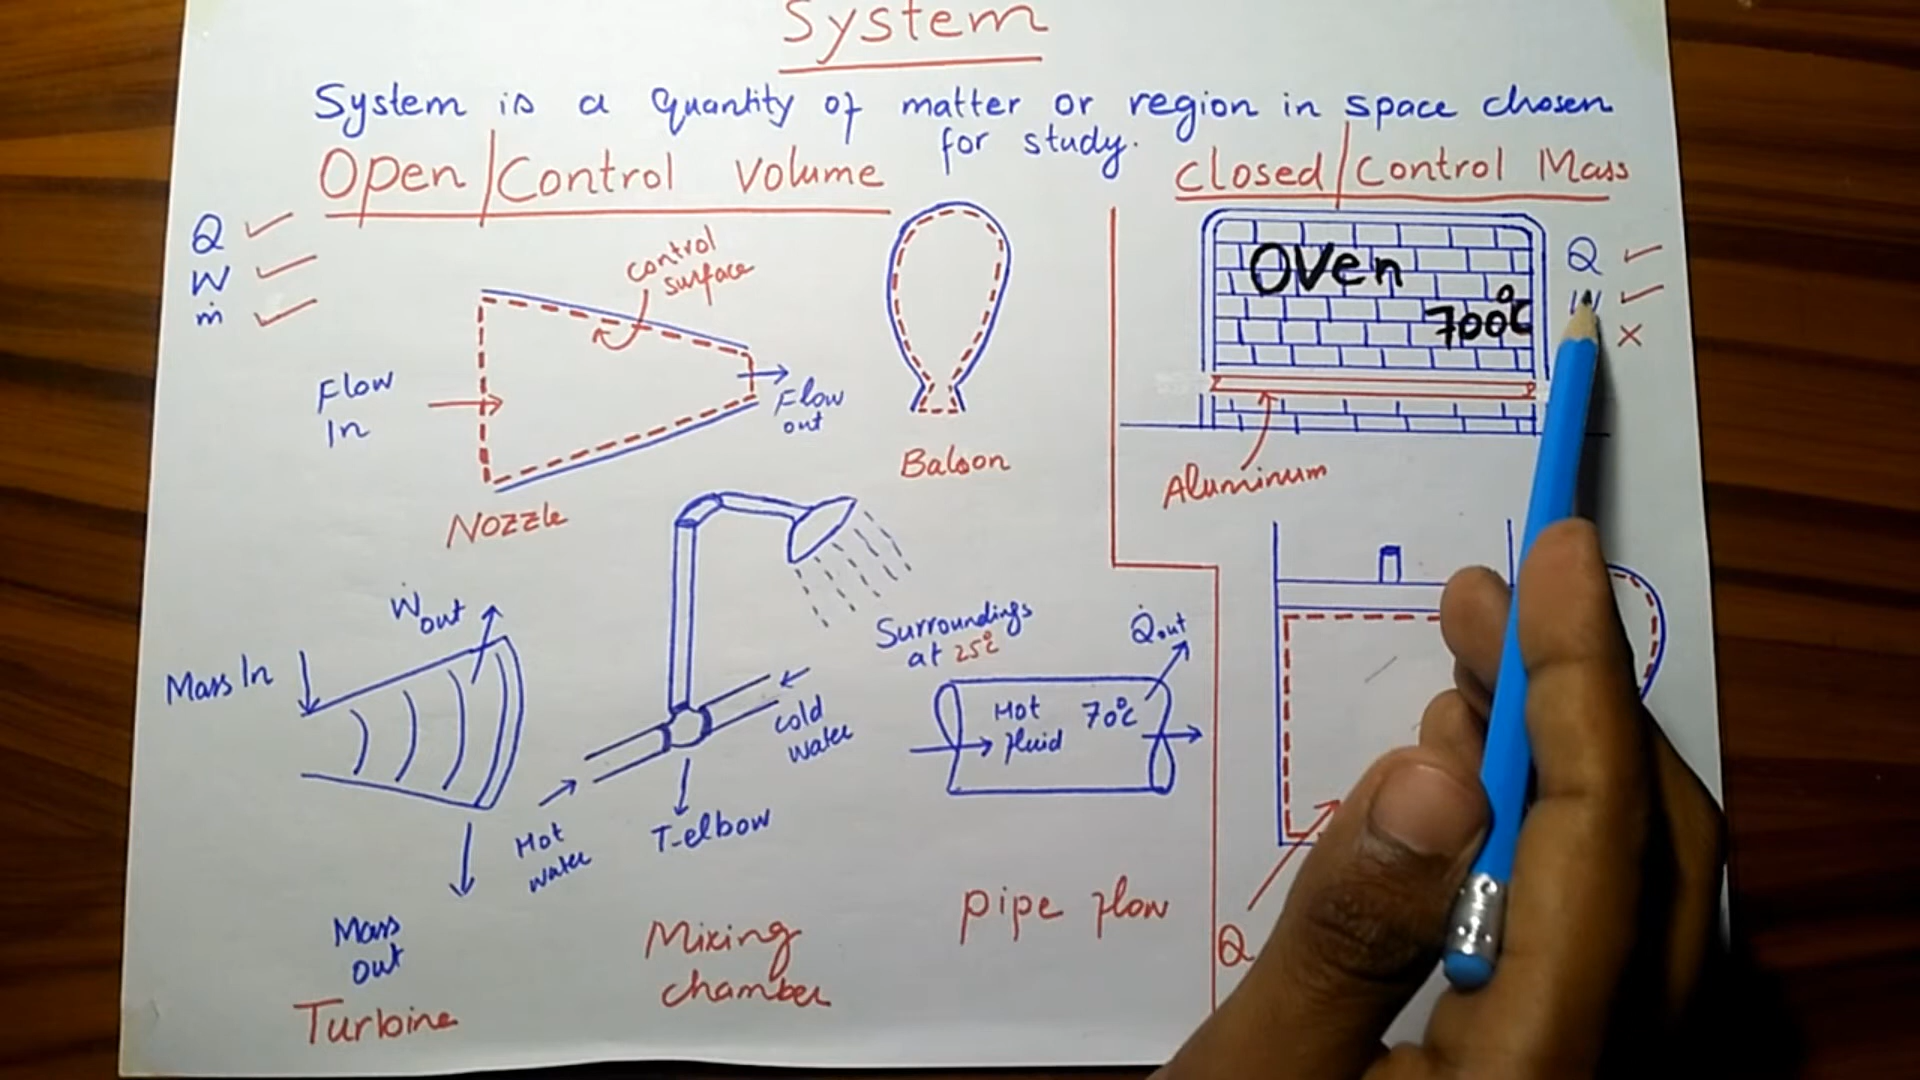 System
System is a quantity of matter or region in space chosen
for study.
Open/Control Volume
Closed/Control Mass
Q
W
ṁ
control
surface
Flow
In
Flow
out
Nozzle
Baloon
Oven
700°C
Q
W
Aluminum
Ẇout
Mass In
Mass
out
Turbine
Hot
water
cold
water
T-elbow
Mixing
chamber
Surroundings
at 25°C
Q̇out
Hot
fluid
70°C
pipe flow
Q